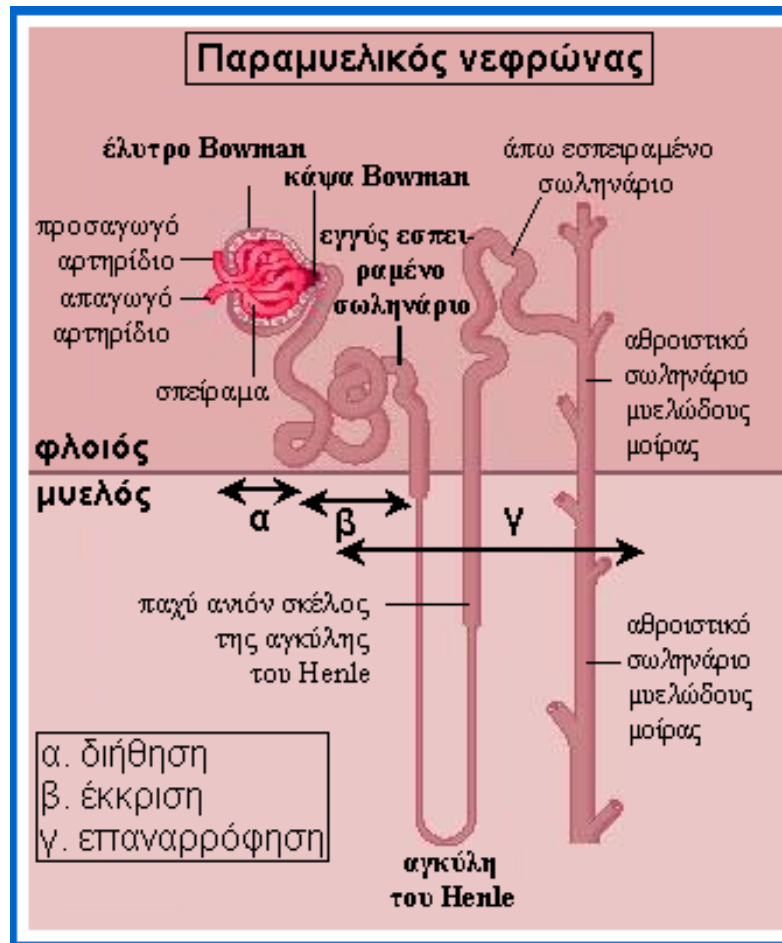 Παραμυελικός νεφρώνας
έλυτρο Bowman
κάψα Bowman
άπω εσπειραμένο
σωληνάριο
προσαγωγό
αρτηρίδιο
απαγωγό
αρτηρίδιο
εγγύς εσπει-
ραμένο
σωληνάριο
σπείραμα
αθροιστικό
σωληνάριο
μυελώδους
μοίρας
φλοιός
μυελός
α
β
γ
παχύ ανιόν σκέλος
της αγκύλης
του Henle
αθροιστικό
σωληνάριο
μυελώδους
μοίρας
α. διήθηση
β. έκκριση
γ. επαναρρόφηση
αγκύλη
του Henle